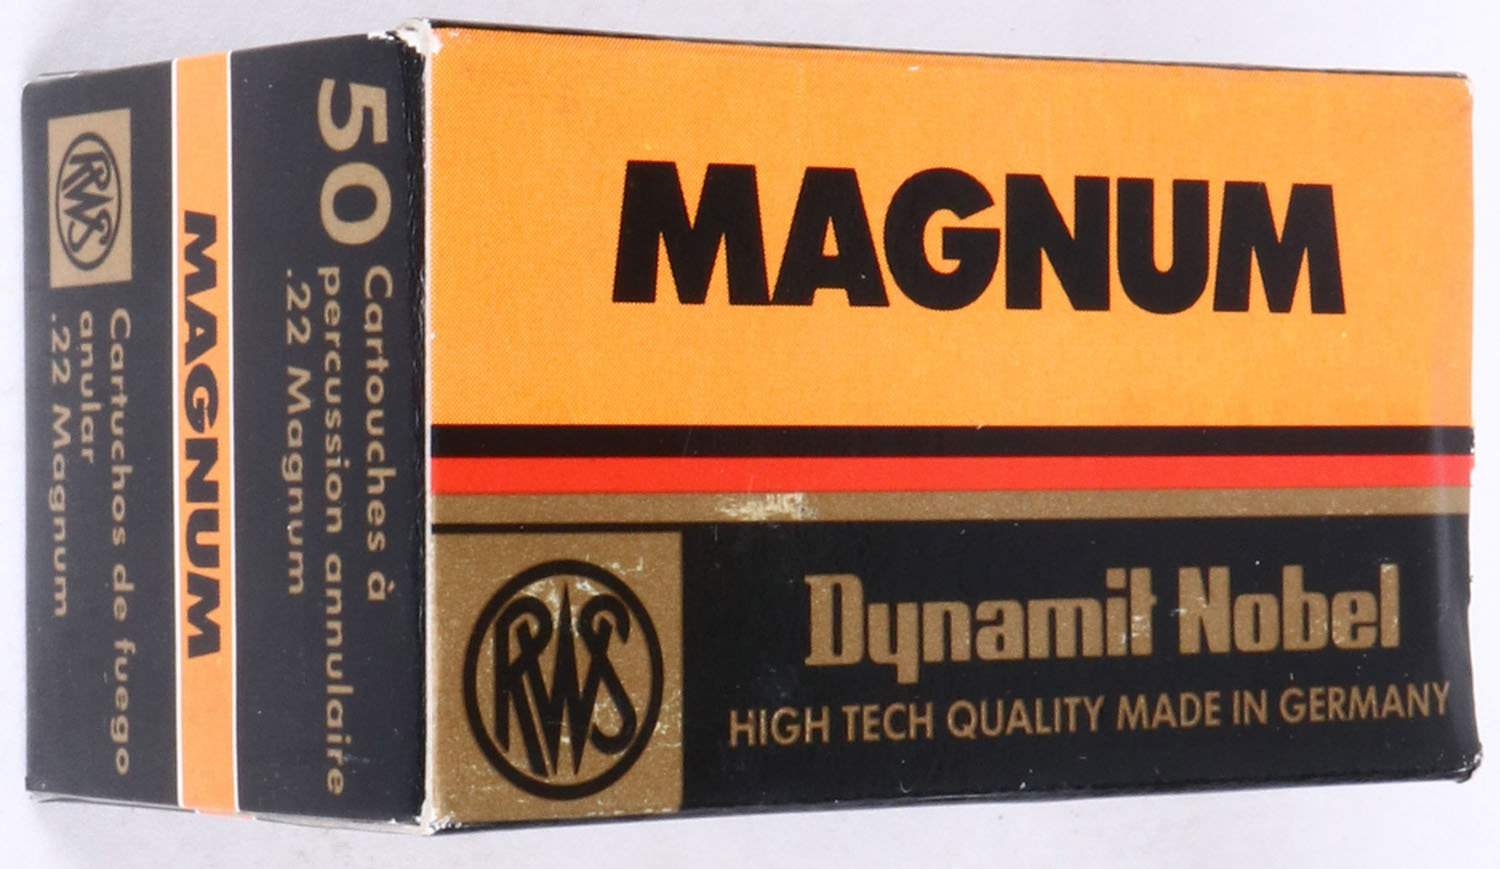 MAGNUM
RWS
Dynamit Nobel
HIGH TECH QUALITY MADE IN GERMANY
50
Cartouches à
percussion annulaire
.22 Magnum
MAGNUM
RWS
Cartuchos de fuego
anular
.22 Magnum